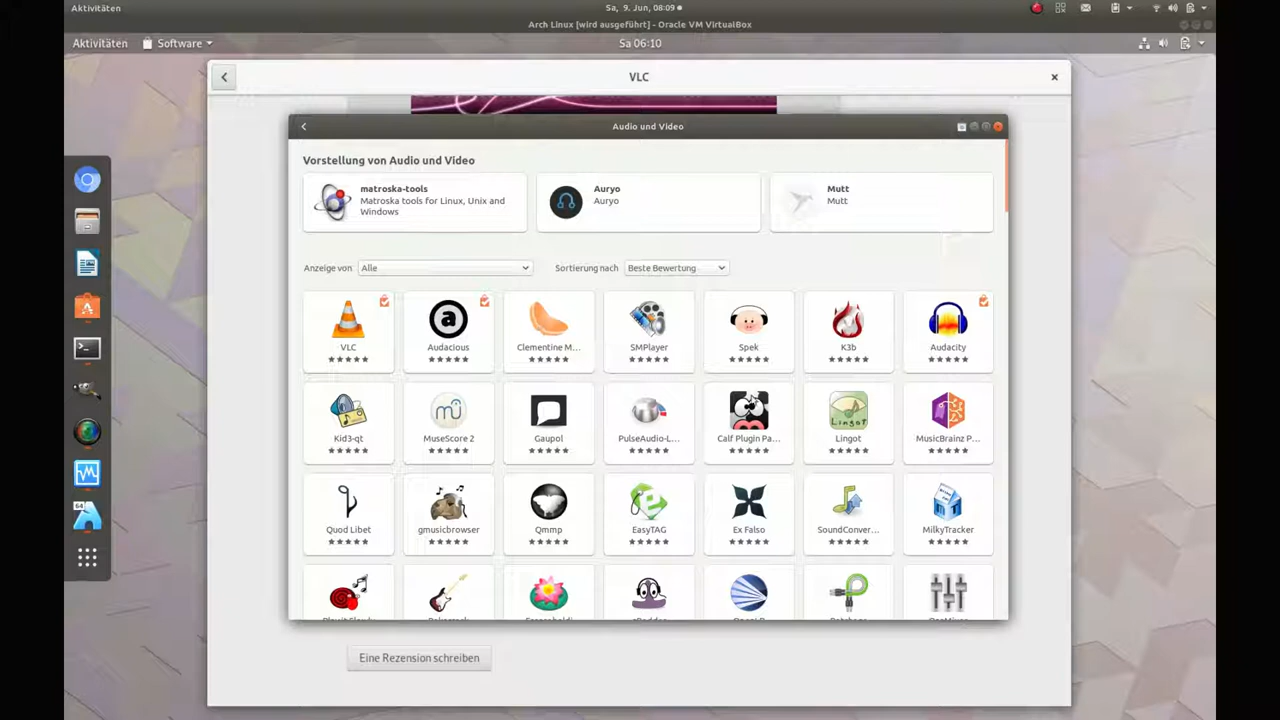 Aktivitäten
Sa, 9. Jun, 08:09
Arch Linux [wird ausgeführt] - Oracle VM VirtualBox
Aktivitäten
Software
Sa 06:10
VLC
Audio und Video
Vorstellung von Audio und Video
matroska-tools
Matroska tools for Linux, Unix and
Windows
Auryo
Auryo
Mutt
Mutt
Anzeige von
Alle
Sortierung nach
Beste Bewertung
VLC
Audacious
Clementine M...
SMPlayer
Spek
K3b
Audacity
Kid3-qt
MuseScore 2
Gaupol
PulseAudio-L...
Calf Plugin Pa...
Lingot
MusicBrainz P...
Quod Libet
gmusicbrowser
Qmmp
EasyTAG
Ex Falso
SoundConver...
MilkyTracker
Eine Rezension schreiben